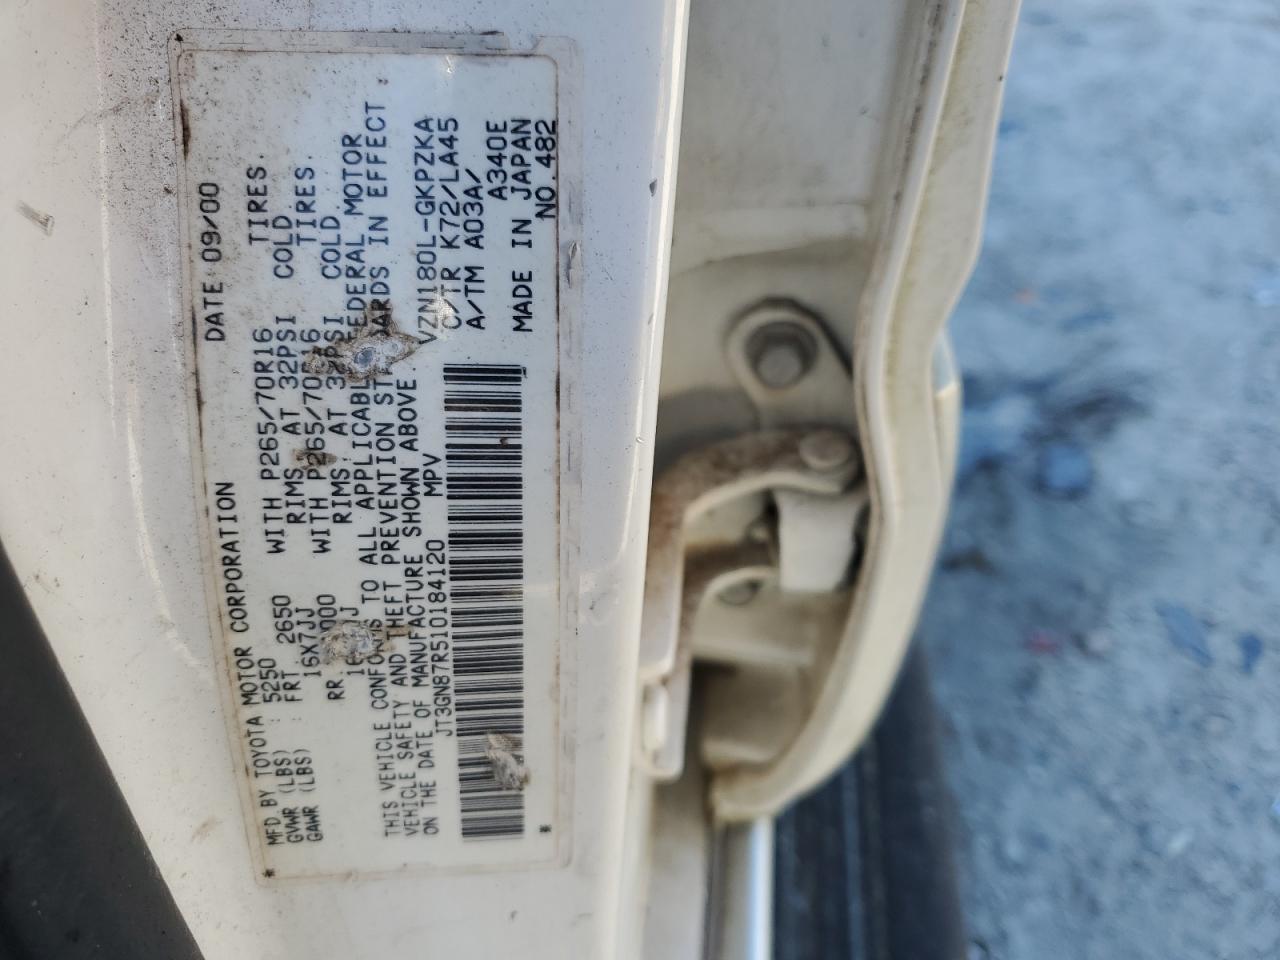 MFD. BY TOYOTA MOTOR CORPORATION DATE: 09/00
GVWR (LBS) : 5250
GAWR (LBS) : FRT. 2650 WITH P265/70R16 TIRES.
16X7JJ RIMS, AT 32PSI COLD.
RR. WITH P265/70R16 TIRES.
RIMS, AT PSI COLD.
THIS VEHICLE CONFORMS TO ALL APPLICABLE FEDERAL MOTOR
VEHICLE SAFETY AND THEFT PREVENTION IN EFFECT
ON THE DATE OF MANUFACTURE SHOWN ABOVE.
JT3GN87R510184120 MPV
VZN180L-GKPZKA
C/TR K72/LA45
A/TM A03A/
A340E
MADE IN JAPAN
NO.482